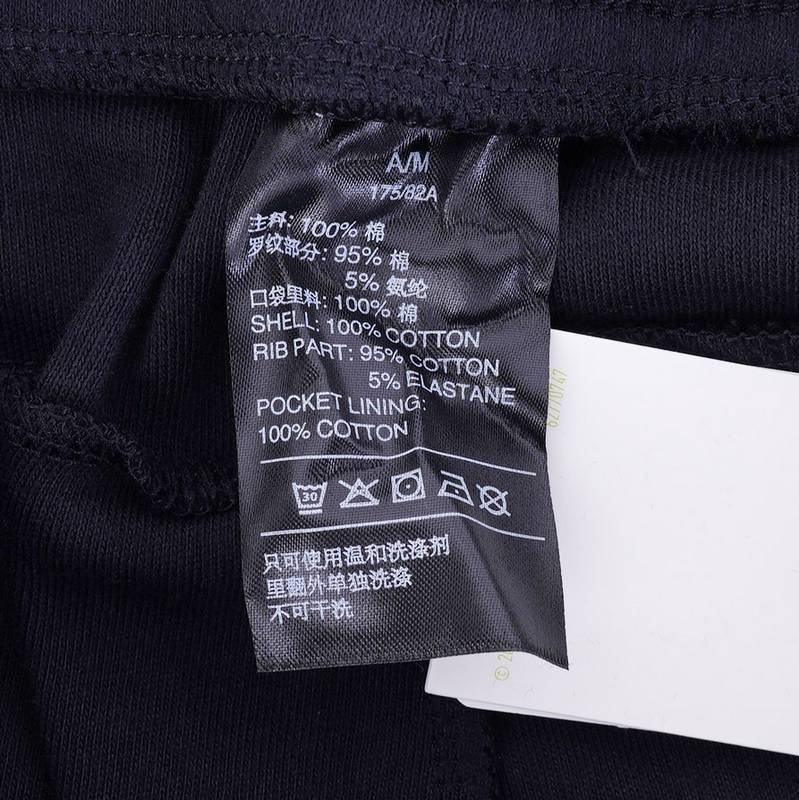 A/M
175/82A
主料: 100% 棉
罗纹部分: 95% 棉
5% 氨纶
口袋里料: 100% 棉
SHELL: 100% COTTON
RIB PART: 95% COTTON
5% ELASTANE
POCKET LINING:
100% COTTON
30
只可使用温和洗涤剂
里翻外单独洗涤
不可干洗
62770747
© 2